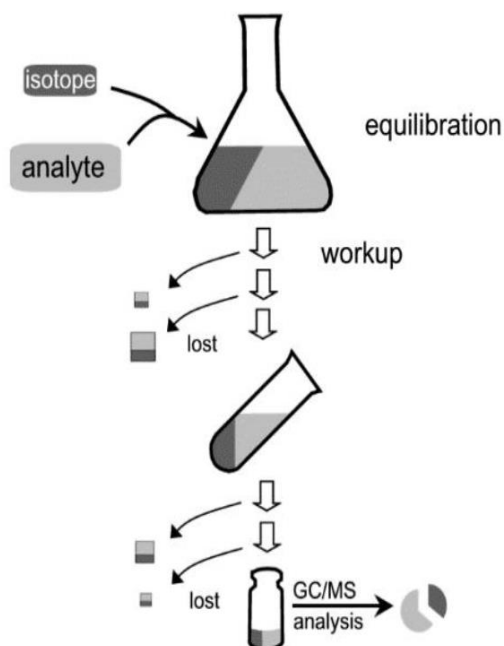 isotope
analyte
equilibration
workup
lost
lost
GC/MS
analysis